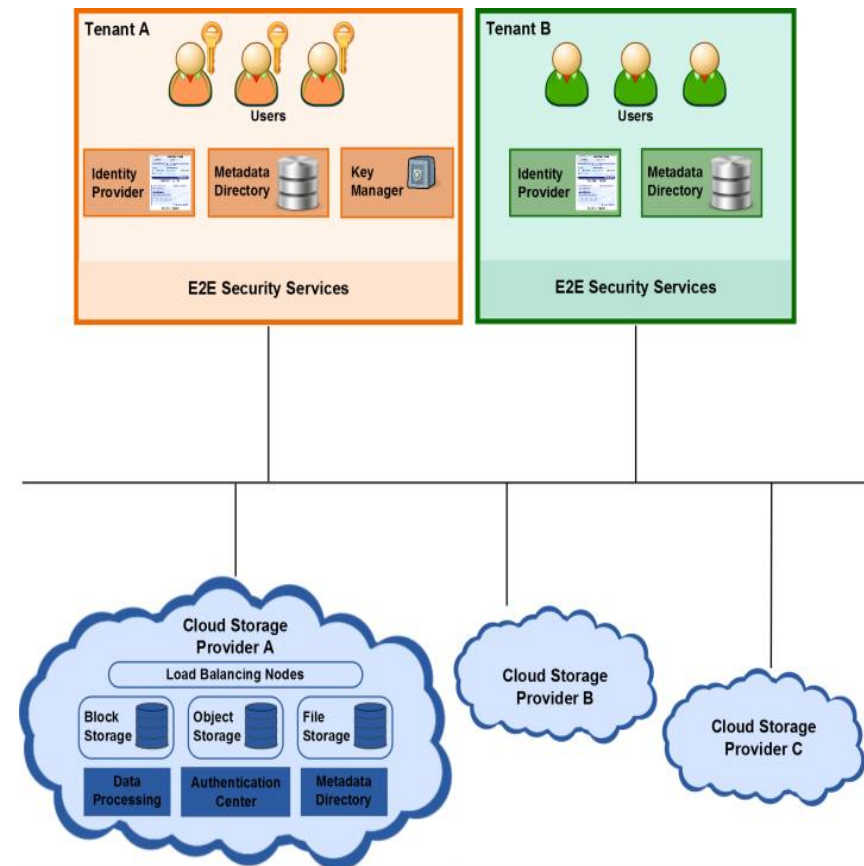 Tenant A
Users
Identity
Provider
Metadata
Directory
Key
Manager
E2E Security Services
Tenant B
Users
Identity
Provider
Metadata
Directory
E2E Security Services
Cloud Storage
Provider A
Load Balancing Nodes
Block
Storage
Object
Storage
File
Storage
Data
Processing
Authentication
Center
Metadata
Directory
Cloud Storage
Provider B
Cloud Storage
Provider C